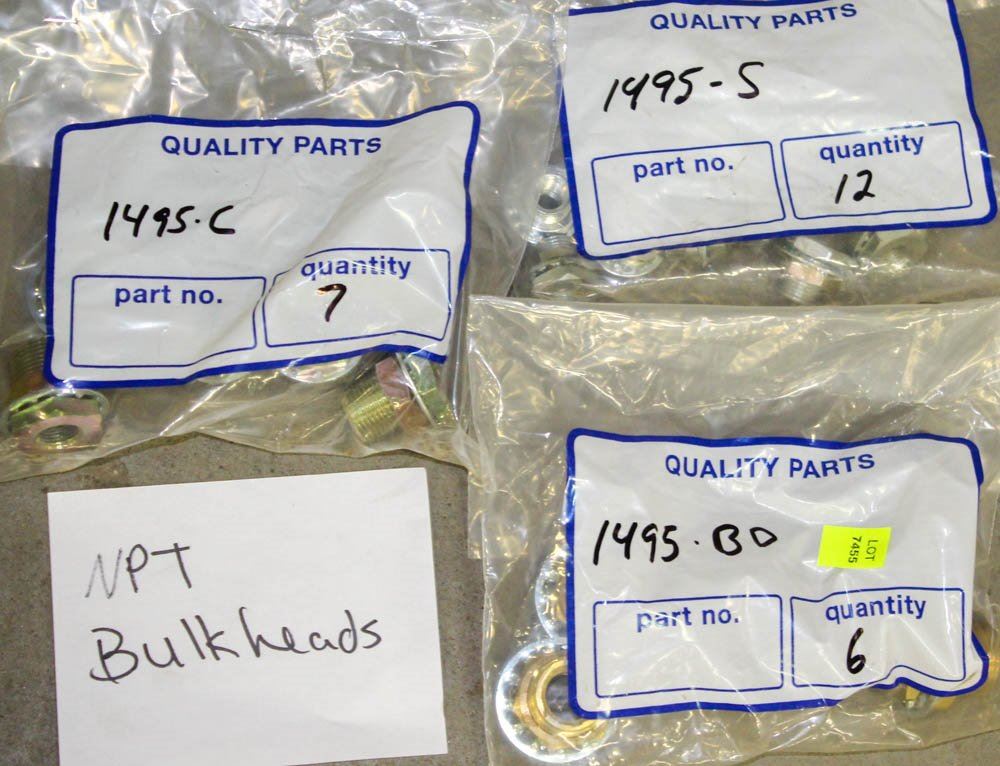 QUALITY PARTS
1495-S
part no.
quantity
12
QUALITY PARTS
1495-C
part no.
quantity
7
QUALITY PARTS
1495-BD
LOT
7455
part no.
quantity
6
NPT
Bulkheads